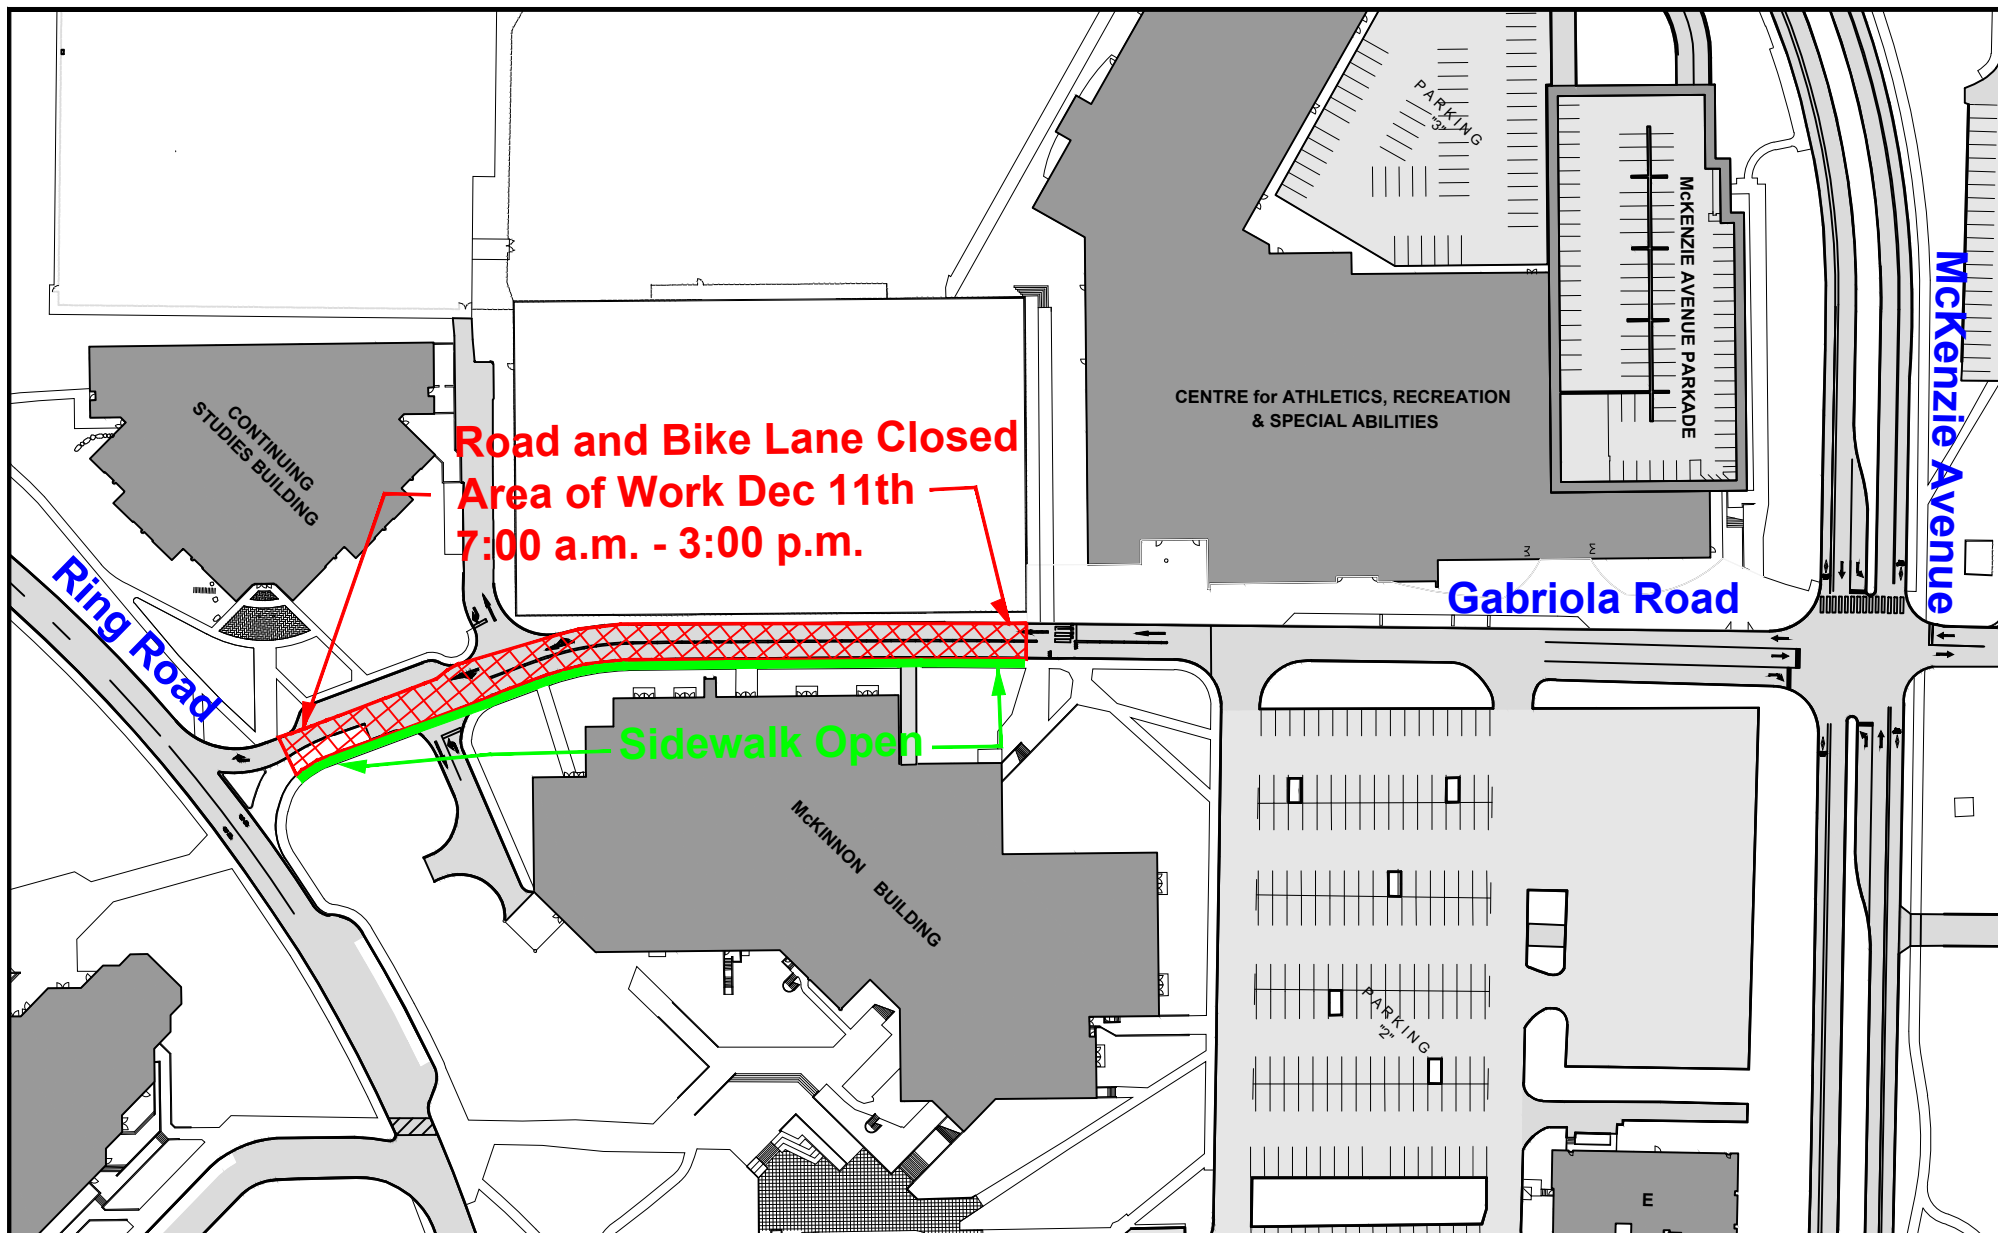 PARKING
"3"
McKENZIE AVENUE PARKADE
McKenzie Avenue
CENTRE for ATHLETICS, RECREATION
& SPECIAL ABILITIES
CONTINUING
STUDIES BUILDING
Road and Bike Lane Closed
Area of Work Dec 11th
7:00 a.m. - 3:00 p.m.
Ring Road
Gabriola Road
Sidewalk Open
McKINNON BUILDING
PARKING
"2"
E